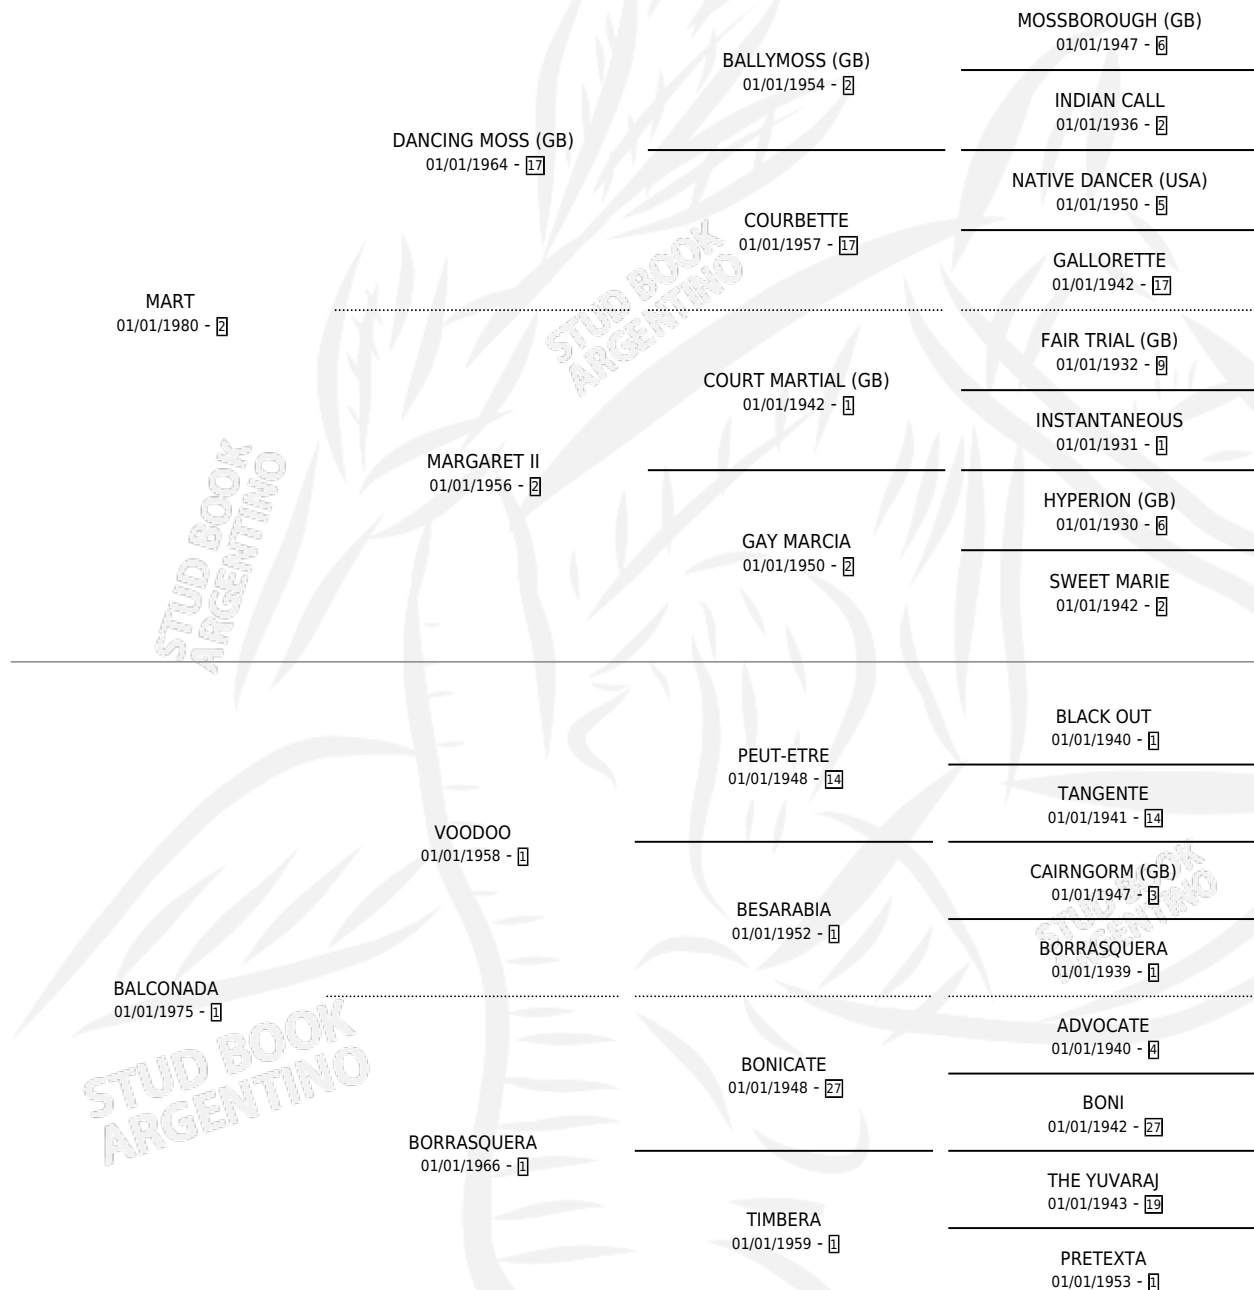 MOSSBOROUGH (GB)
01/01/1947 - 6
BALLYMOSS (GB)
01/01/1954 - 2
INDIAN CALL
01/01/1936 - 2
DANCING MOSS (GB)
01/01/1964 - 17
NATIVE DANCER (USA)
01/01/1950 - 5
COURBETTE
01/01/1957 - 17
GALLORETTE
01/01/1942 - 17
MART
01/01/1980 - 2
STUD BOOK
ARGENTINO
FAIR TRIAL (GB)
01/01/1932 - 9
COURT MARTIAL (GB)
01/01/1942 - 1
INSTANTANEOUS
01/01/1931 - 1
MARGARET II
01/01/1956 - 2
HYPERION (GB)
01/01/1930 - 6
GAY MARCIA
01/01/1950 - 2
SWEET MARIE
01/01/1942 - 2
STUD BOOK
ARGENTINO
BLACK OUT
01/01/1940 - 1
PEUT-ETRE
01/01/1948 - 14
TANGENTE
01/01/1941 - 14
VOODOO
01/01/1958 - 1
CAIRNGORM (GB)
01/01/1947 - 3
BESARABIA
01/01/1952 - 1
BORRASQUERA
01/01/1939 - 1
STUD BOOK
ARGENTINO
BALCONADA
01/01/1975 - 1
ADVOCATE
01/01/1940 - 4
BONICATE
01/01/1948 - 27
BONI
01/01/1942 - 27
STUD BOOK
ARGENTINO
BORRASQUERA
01/01/1966 - 1
THE YUVARAJ
01/01/1943 - 19
TIMBERA
01/01/1959 - 1
PRETEXTA
01/01/1953 - 1